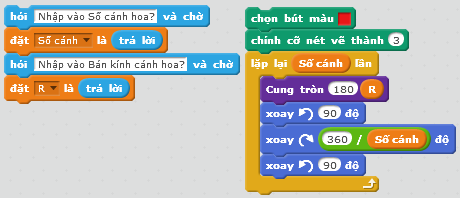 hỏi Nhập vào Số cánh hoa? và chờ
đặt Số cánh là trả lời
hỏi Nhập vào Bán kính cánh hoa? và chờ
đặt R là trả lời
chọn bút màu
chỉnh cỡ nét vẽ thành 3
lặp lại Số cánh lần
Cung tròn 180 R
xoay 90 độ
xoay 360 / Số cánh độ
xoay 90 độ